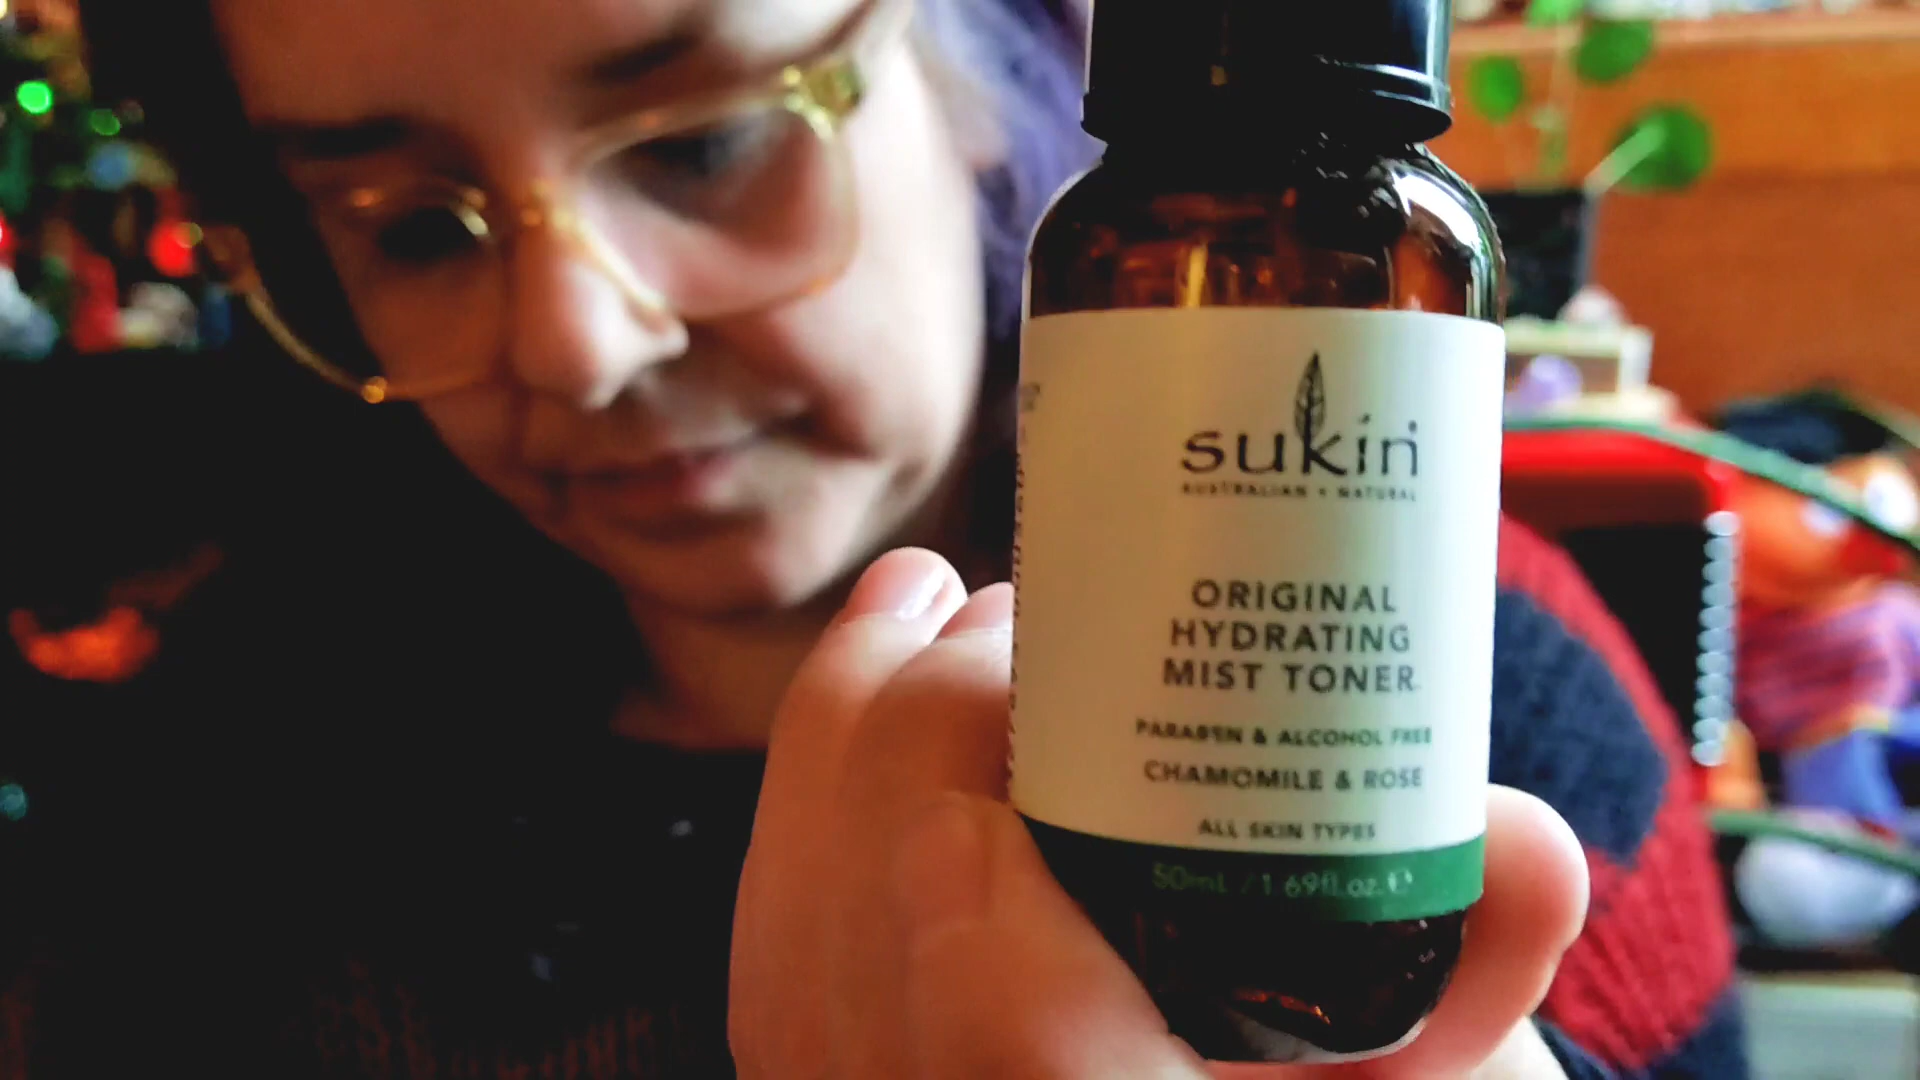 sukin
AUSTRALIAN • NATURAL
ORIGINAL
HYDRATING
MIST TONER
PARABEN & ALCOHOL FREE
CHAMOMILE & ROSE
ALL SKIN TYPES
50mL / 1.69fl.oz. ℮